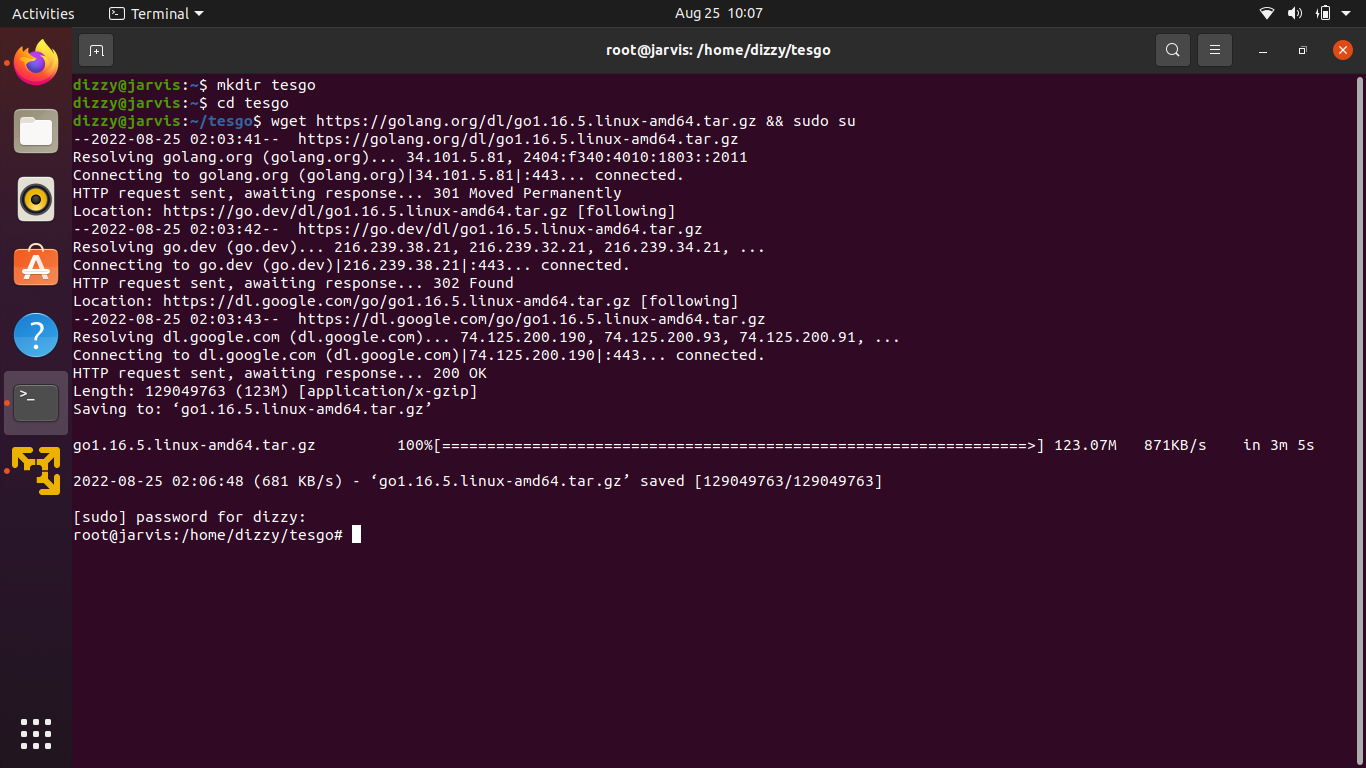 Activities Terminal Aug 25 10:07
root@jarvis: /home/dizzy/tesgo
dizzy@jarvis:~$ mkdir tesgo
dizzy@jarvis:~$ cd tesgo
dizzy@jarvis:~/tesgo$ wget https://golang.org/dl/go1.16.5.linux-amd64.tar.gz && sudo su
--2022-08-25 02:03:41--  https://golang.org/dl/go1.16.5.linux-amd64.tar.gz
Resolving golang.org (golang.org)... 34.101.5.81, 2404:f340:4010:1803::2011
Connecting to golang.org (golang.org)|34.101.5.81|:443... connected.
HTTP request sent, awaiting response... 301 Moved Permanently
Location: https://go.dev/dl/go1.16.5.linux-amd64.tar.gz [following]
--2022-08-25 02:03:42--  https://go.dev/dl/go1.16.5.linux-amd64.tar.gz
Resolving go.dev (go.dev)... 216.239.38.21, 216.239.32.21, 216.239.34.21, ...
Connecting to go.dev (go.dev)|216.239.38.21|:443... connected.
HTTP request sent, awaiting response... 302 Found
Location: https://dl.google.com/go/go1.16.5.linux-amd64.tar.gz [following]
--2022-08-25 02:03:43--  https://dl.google.com/go/go1.16.5.linux-amd64.tar.gz
Resolving dl.google.com (dl.google.com)... 74.125.200.190, 74.125.200.93, 74.125.200.91, ...
Connecting to dl.google.com (dl.google.com)|74.125.200.190|:443... connected.
HTTP request sent, awaiting response... 200 OK
Length: 129049763 (123M) [application/x-gzip]
Saving to: ‘go1.16.5.linux-amd64.tar.gz’
go1.16.5.linux-amd64.tar.gz         100%[=================================================================>] 123.07M   871KB/s    in 3m 5s
2022-08-25 02:06:48 (681 KB/s) - ‘go1.16.5.linux-amd64.tar.gz’ saved [129049763/129049763]
[sudo] password for dizzy:
root@jarvis:/home/dizzy/tesgo#